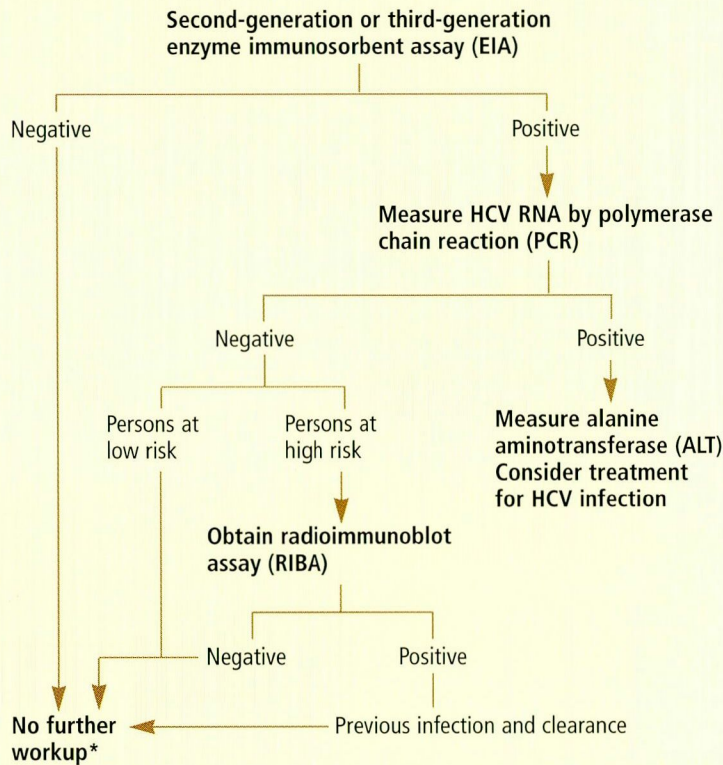 Second-generation or third-generation
enzyme immunosorbent assay (EIA)
Negative
Positive
Measure HCV RNA by polymerase
chain reaction (PCR)
Negative
Positive
Persons at
low risk
Persons at
high risk
Measure alanine
aminotransferase (ALT)
Consider treatment
for HCV infection
Obtain radioimmunoblot
assay (RIBA)
Negative
Positive
No further
workup*
Previous infection and clearance